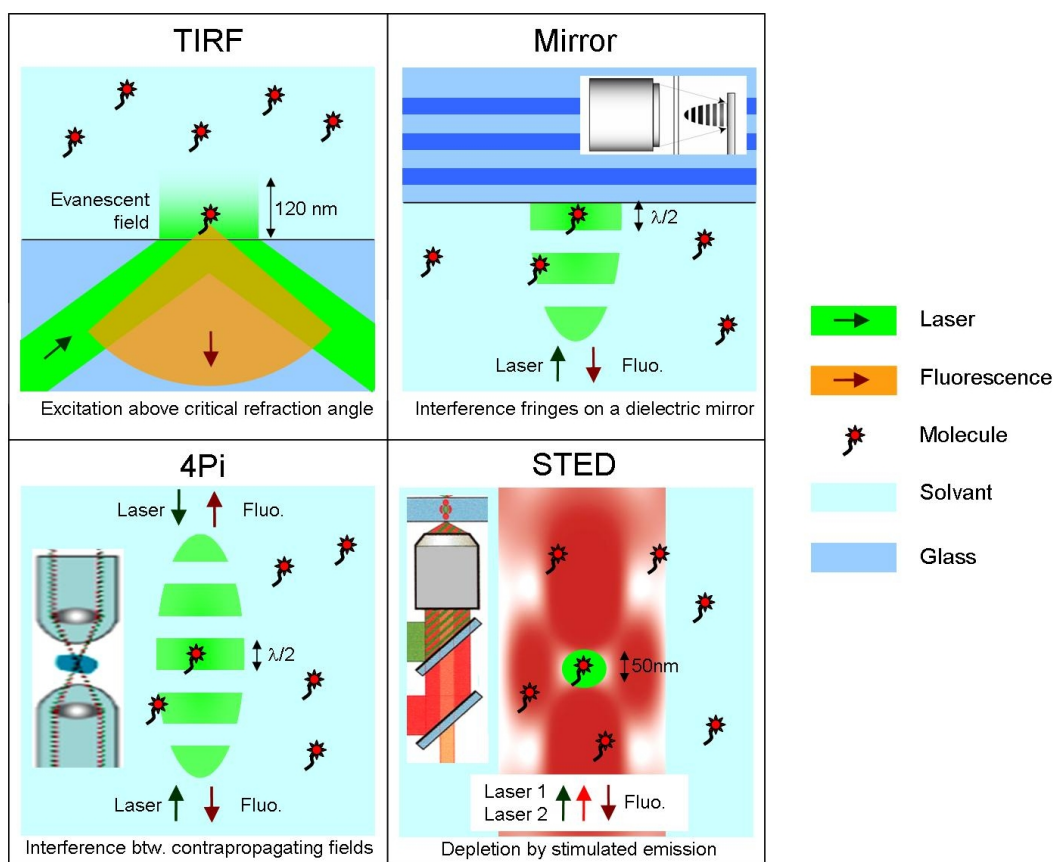 TIRF
Evanescent
field
120 nm
Excitation above critical refraction angle
Mirror
λ/2
Laser
Fluo.
Interference fringes on a dielectric mirror
4Pi
Laser
Fluo.
λ/2
Laser
Fluo.
Interference btw. contrapropagating fields
STED
50nm
Laser 1
Laser 2
Fluo.
Depletion by stimulated emission
Laser
Fluorescence
Molecule
Solvant
Glass